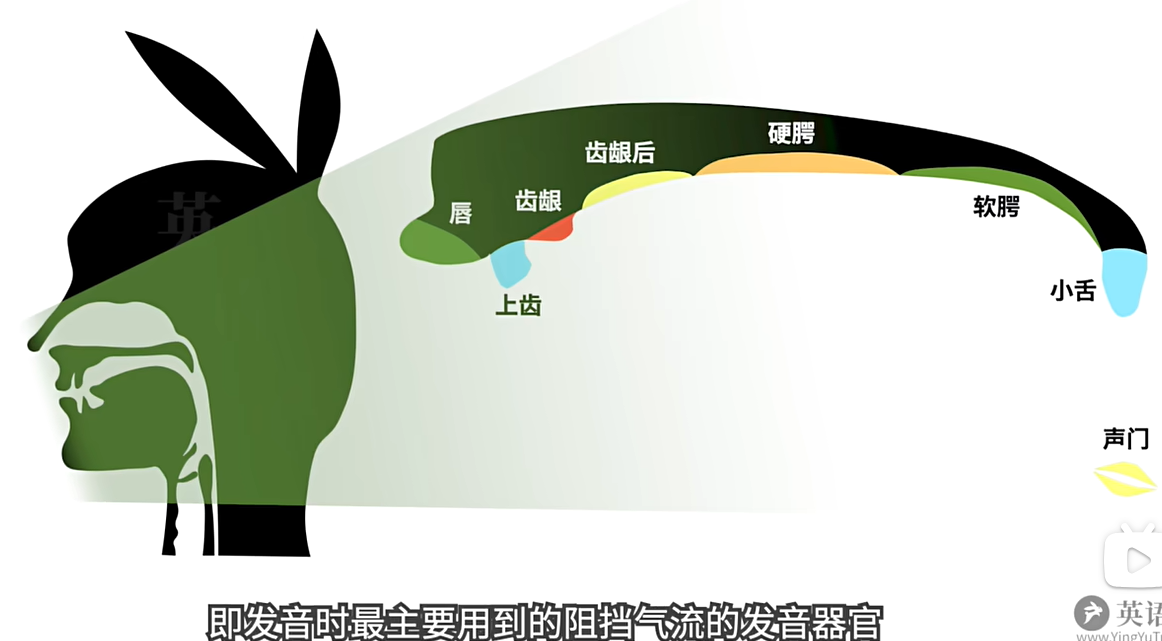 英
硬腭
齿龈后
齿龈
唇
软腭
上齿
小舌
声门
即发音时最主要用到的阻挡气流的发音器官
英语
www.YingYuT